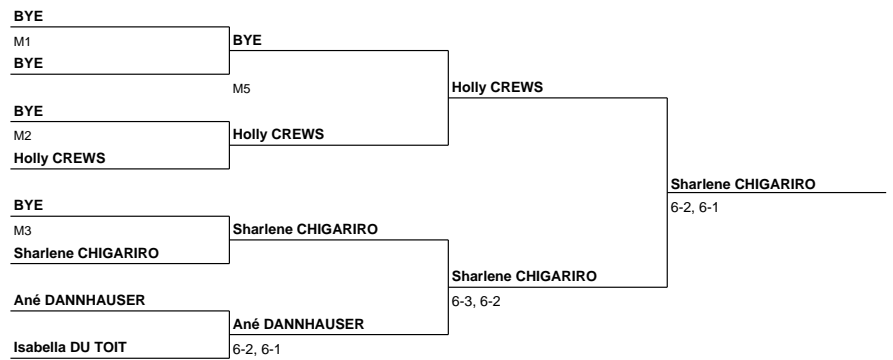 BYE
M1
BYE
BYE
M5
BYE
M2
Holly CREWS
Holly CREWS
Holly CREWS
BYE
M3
Sharlene CHIGARIRO
Sharlene CHIGARIRO
Ané DANNHAUSER
Isabella DU TOIT
Ané DANNHAUSER
6-2, 6-1
Sharlene CHIGARIRO
6-3, 6-2
Sharlene CHIGARIRO
6-2, 6-1